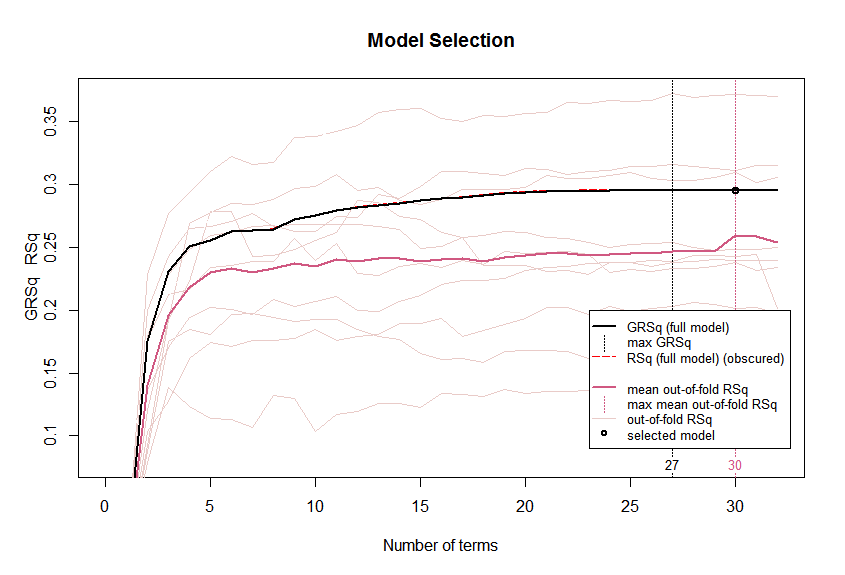 Model Selection
GRSq RSq
0.35
0.3
0.25
0.2
0.15
0.1
GRSq (full model)
max GRSq
RSq (full model) (obscured)
mean out-of-fold RSq
max mean out-of-fold RSq
out-of-fold RSq
selected model
27 30
0 5 10 15 20 25 30
Number of terms